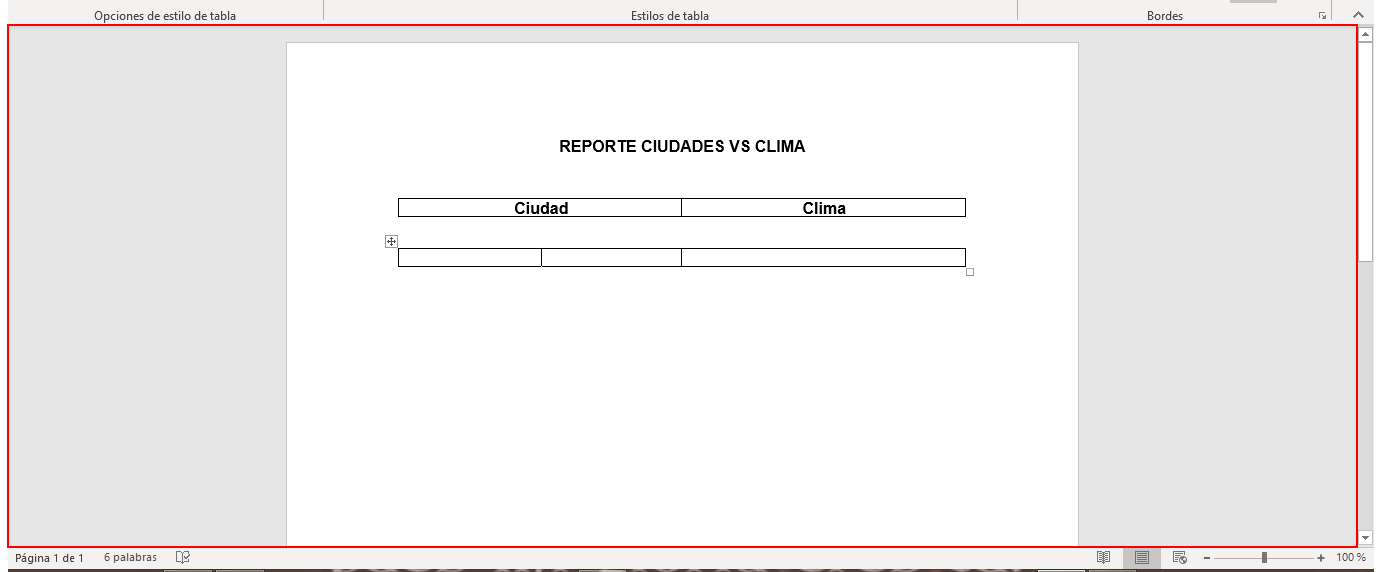 Opciones de estilo de tabla
Estilos de tabla
Bordes
REPORTE CIUDADES VS CLIMA
Ciudad
Clima
Página 1 de 1
6 palabras
100 %